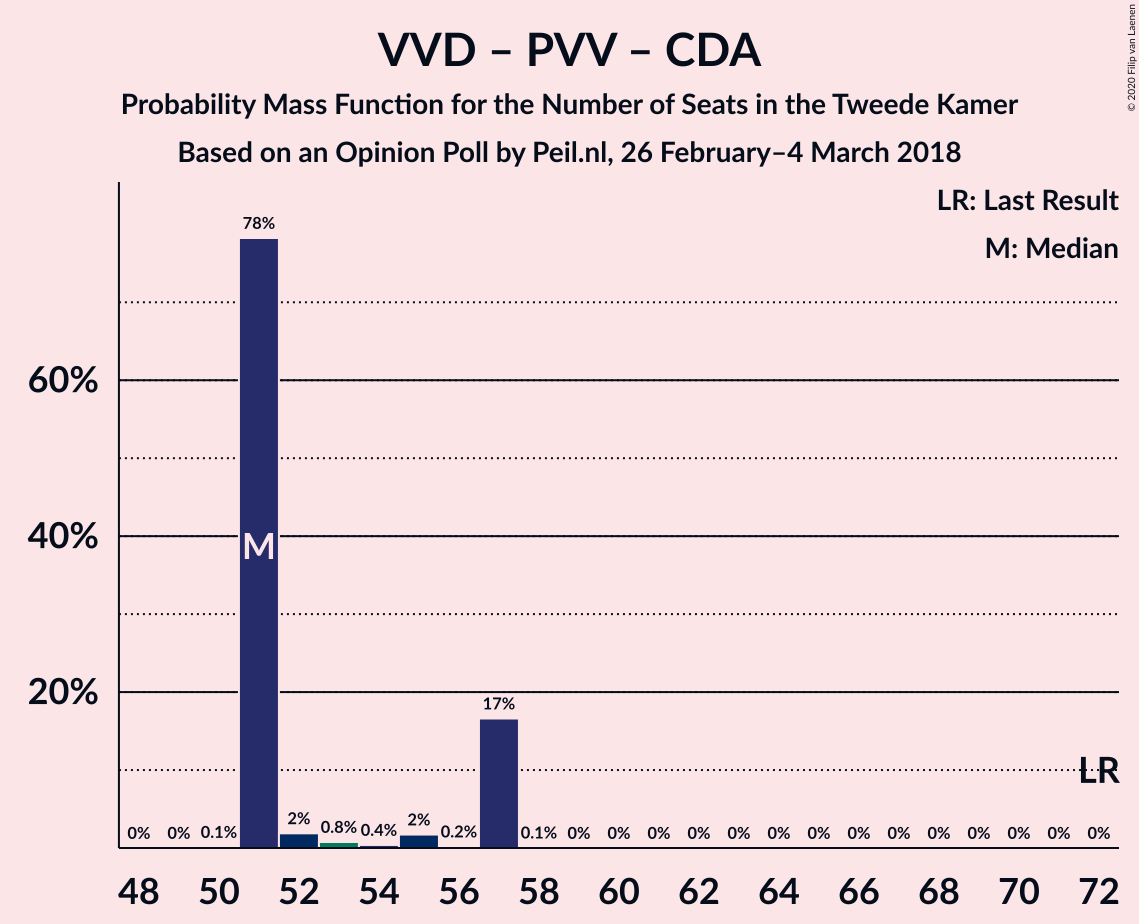 VVD – PVV – CDA
Probability Mass Function for the Number of Seats in the Tweede Kamer
Based on an Opinion Poll by Peil.nl, 26 February–4 March 2018
© 2020 Filip van Laenen
LR: Last Result
M: Median
60%
40%
20%
78%
M
17%
LR
0% 0% 0.1% 2% 0.8% 0.4% 2% 0.2% 0.1% 0% 0% 0% 0% 0% 0% 0% 0% 0% 0% 0% 0% 0% 0%
48 50 52 54 56 58 60 62 64 66 68 70 72